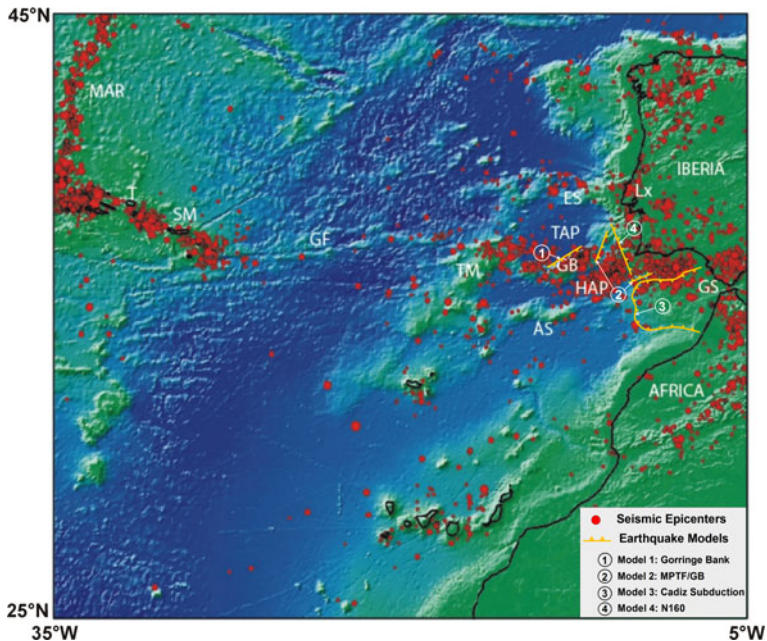 45°N
MAR
IBERIA
T
ES
Lx
SM
TAP
4
GF
1
GB
TM
HAP
2
GS
3
AS
AFRICA
Seismic Epicenters
Earthquake Models
1 Model 1: Gorringe Bank
2 Model 2: MPTF/GB
3 Model 3: Cadiz Subduction
4 Model 4: N160
25°N
35°W
5°W